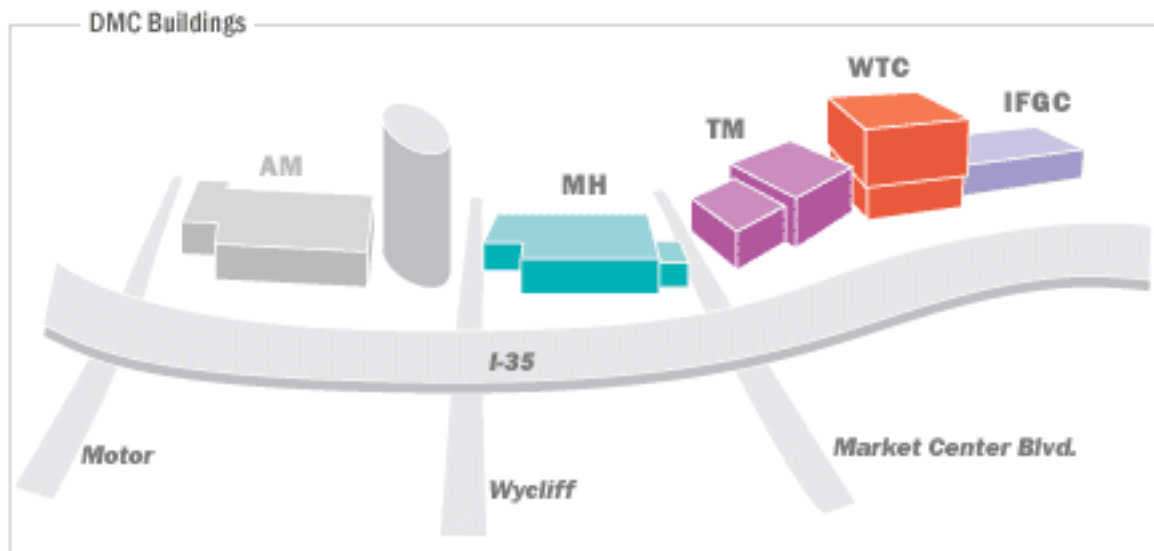 DMC Buildings
WTC
IFGC
TM
AM
MH
I-35
Motor
Market Center Blvd.
Wycliff